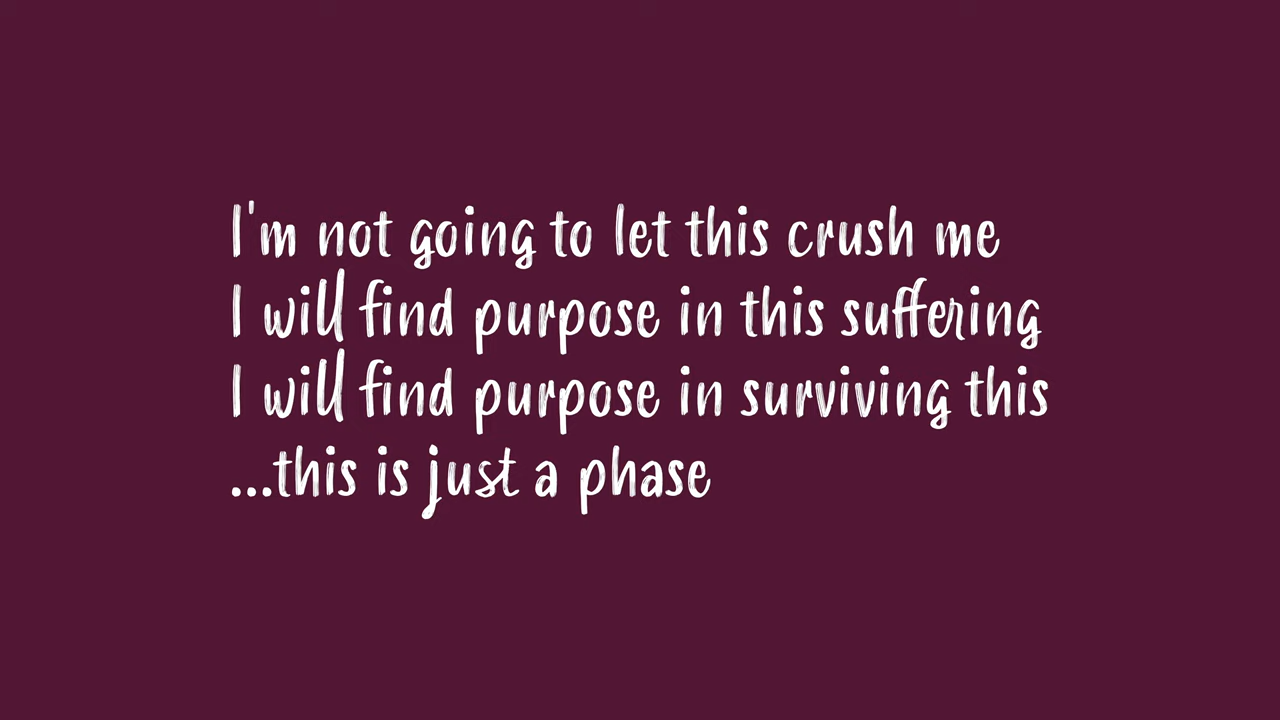 I'm not going to let this crush me
I will find purpose in this suffering
I will find purpose in surviving this
...this is just a phase